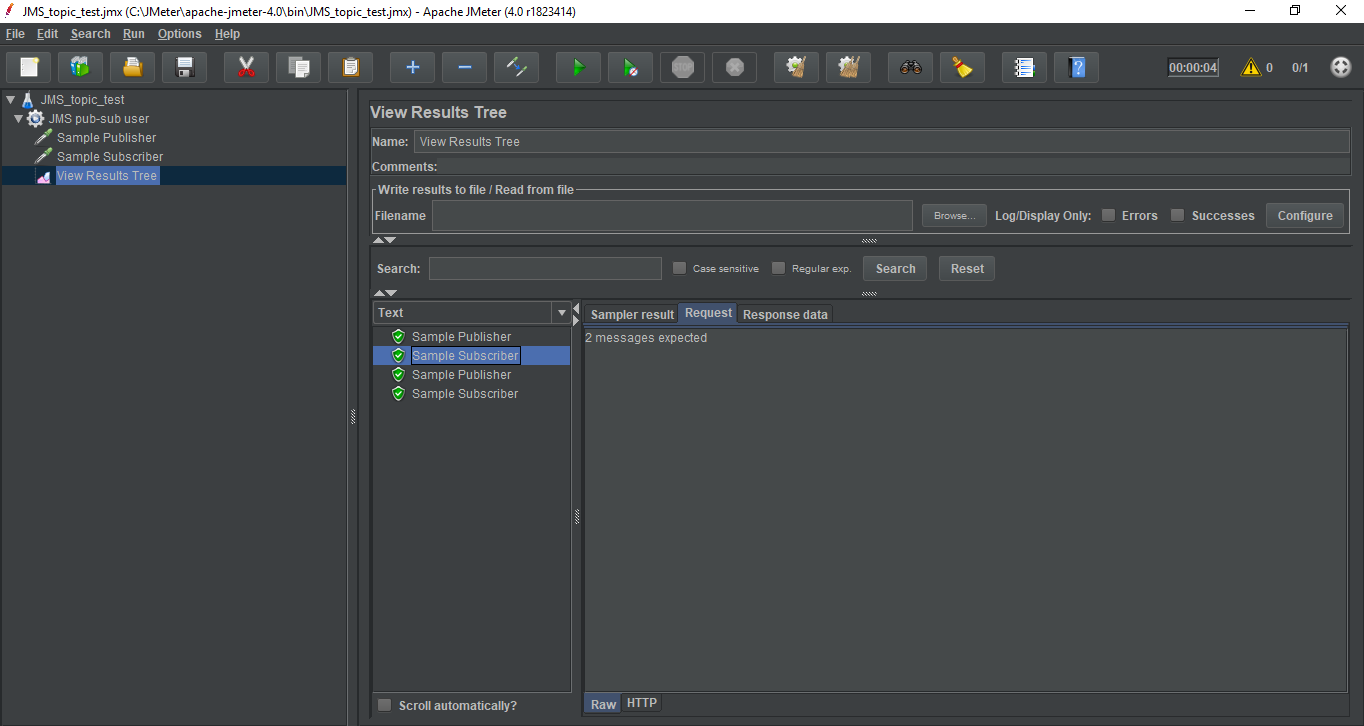 JMS_topic_test.jmx (C:\JMeter\apache-jmeter-4.0\bin\JMS_topic_test.jmx) - Apache JMeter (4.0 r1823414)
File Edit Search Run Options Help
STOP 00:00:04 0 0/1
JMS_topic_test
JMS pub-sub user
Sample Publisher
Sample Subscriber
View Results Tree
View Results Tree
Name: View Results Tree
Comments:
Write results to file / Read from file
Filename Browse... Log/Display Only: Errors Successes Configure
Search: Case sensitive Regular exp. Search Reset
Text
Sample Publisher
Sample Subscriber
Sample Publisher
Sample Subscriber
Scroll automatically?
Sampler result Request Response data
2 messages expected
Raw HTTP